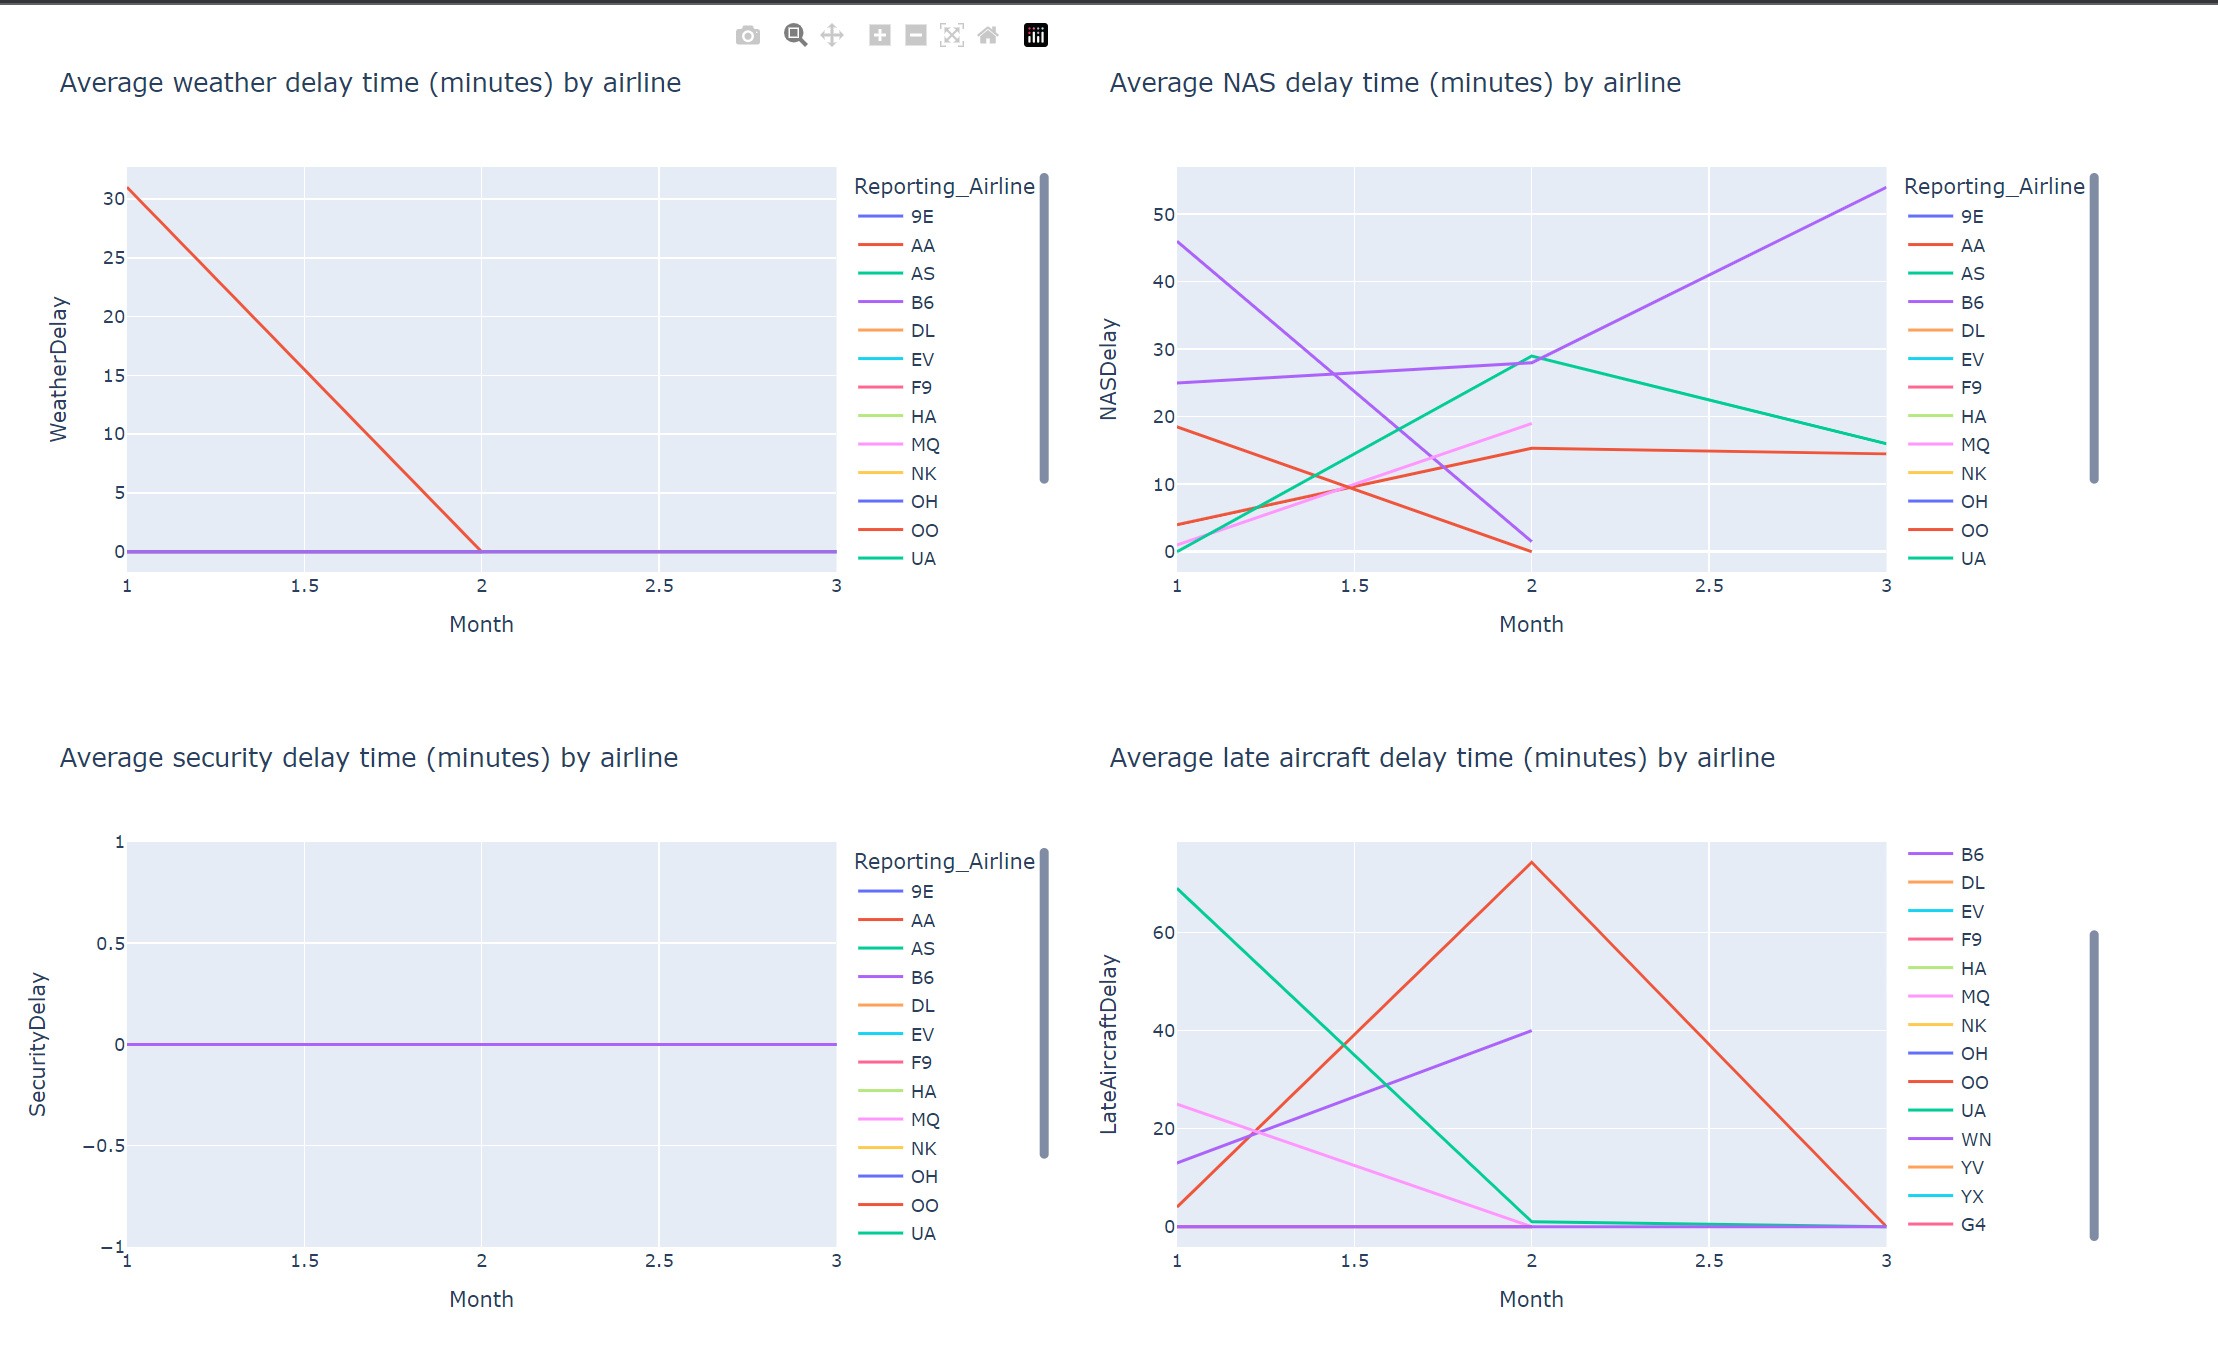 Average weather delay time (minutes) by airline
WeatherDelay
30
25
20
15
10
5
0
1 1.5 2 2.5 3
Month
Reporting_Airline
9E
AA
AS
B6
DL
EV
F9
HA
MQ
NK
OH
OO
UA
Average NAS delay time (minutes) by airline
NASDelay
50
40
30
20
10
0
1 1.5 2 2.5 3
Month
Reporting_Airline
9E
AA
AS
B6
DL
EV
F9
HA
MQ
NK
OH
OO
UA
Average security delay time (minutes) by airline
SecurityDelay
1
0.5
0
−0.5
−1
1 1.5 2 2.5 3
Month
Reporting_Airline
9E
AA
AS
B6
DL
EV
F9
HA
MQ
NK
OH
OO
UA
Average late aircraft delay time (minutes) by airline
LateAircraftDelay
60
40
20
0
1 1.5 2 2.5 3
Month
B6
DL
EV
F9
HA
MQ
NK
OH
OO
UA
WN
YV
YX
G4